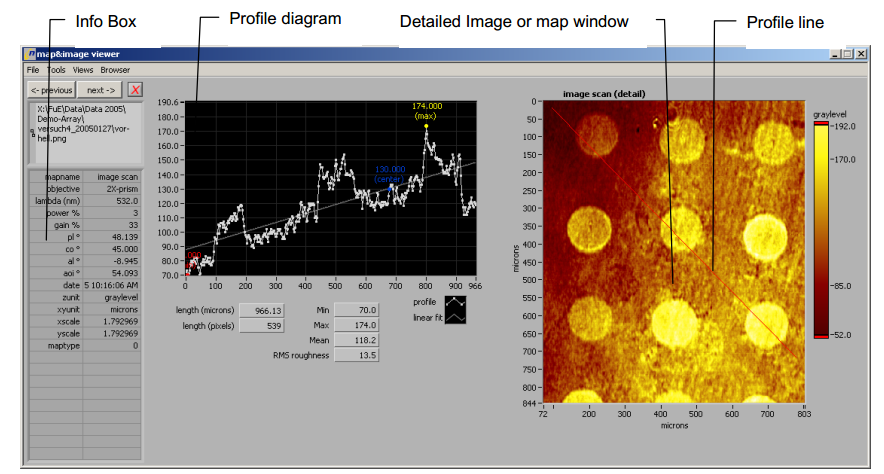 Info Box
Profile diagram
Detailed Image or map window
Profile line
map&image viewer
File Tools Views Browser
<- previous
next ->
X
X:\FuE\Data\Data 2005\
Demo-Array\
versuch4_20050127\vor-
hell.png
mapname image scan
objective 2X-prism
lambda (nm) 532.0
power % 3
gain % 33
pl ° 48.139
co ° 45.000
al ° -8.945
aoi ° 54.093
date 5 10:16:06 AM
zunit graylevel
xyunit microns
xscale 1.792969
yscale 1.792969
maptype 0
190.6
180.0
170.0
160.0
150.0
140.0
130.0
120.0
110.0
100.0
90.0
80.0
70.0
174.000
(max)
130.000
(center)
0 100 200 300 400 500 600 700 800 966
length (microns) 966.13
length (pixels) 539
Min 70.0
Max 174.0
Mean 118.2
RMS roughness 13.5
profile
linear fit
image scan (detail)
0
50
100
150
200
250
300
350
400
450
500
550
600
650
700
750
800
844
microns
72 200 300 400 500 600 700 803
microns
graylevel
192.0
170.0
85.0
52.0